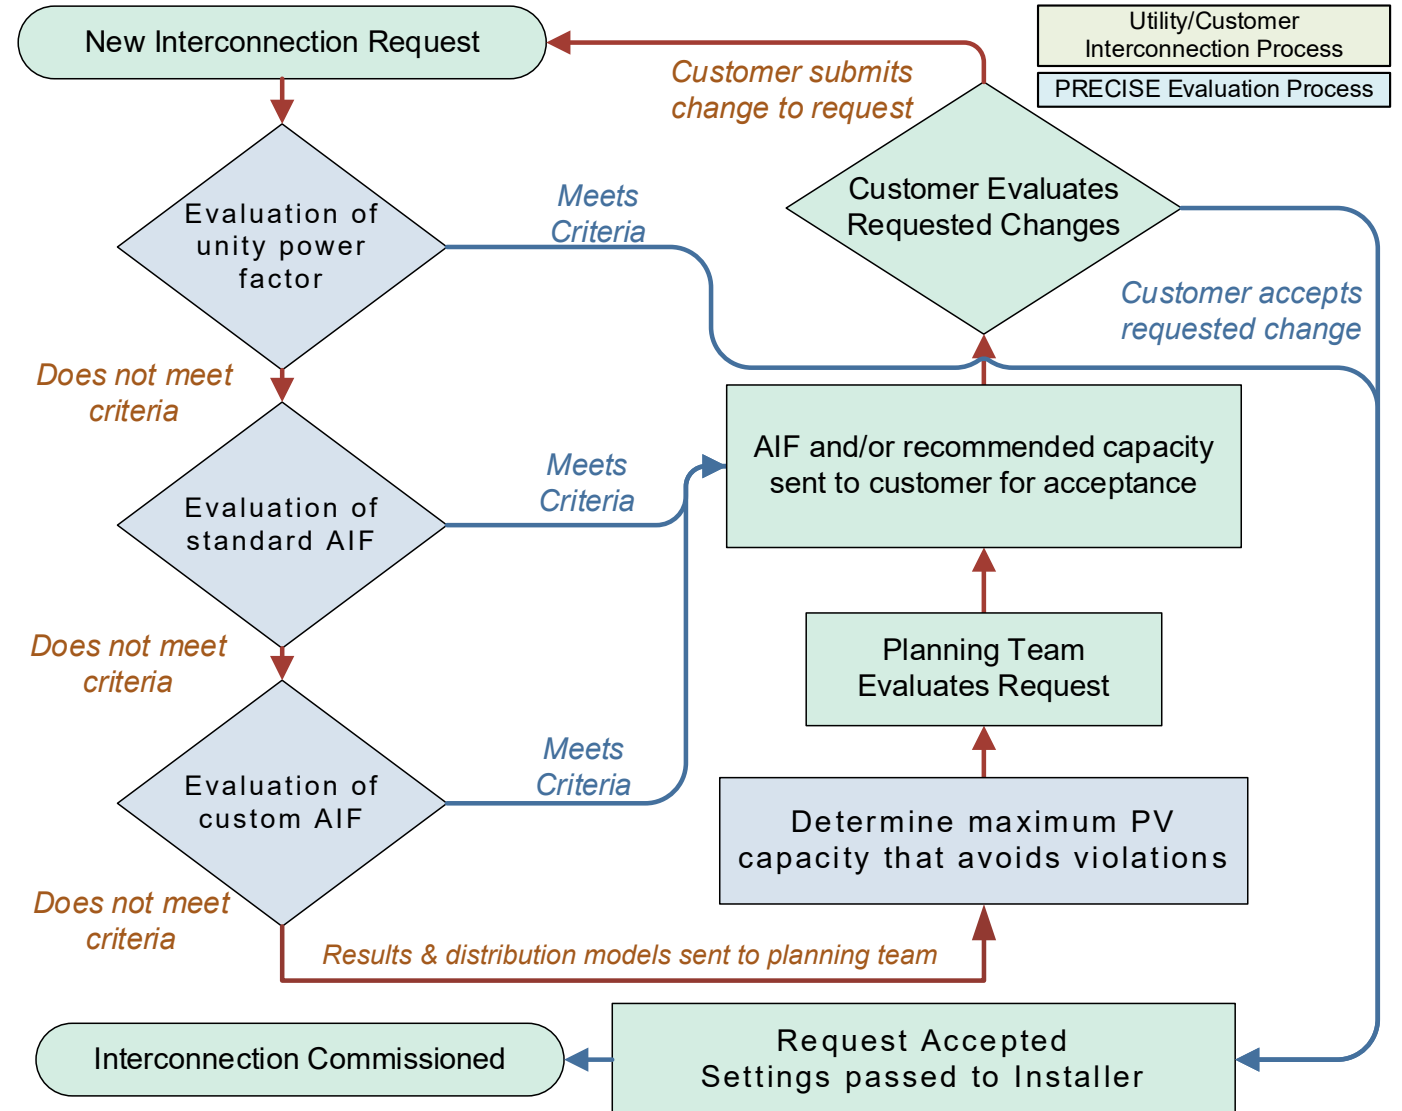 New Interconnection Request
Utility/Customer
Interconnection Process
PRECISE Evaluation Process
Customer submits
change to request
Evaluation of
unity power
factor
Meets
Criteria
Customer Evaluates
Requested Changes
Customer accepts
requested change
Does not meet
criteria
AIF and/or recommended capacity
sent to customer for acceptance
Evaluation of
standard AIF
Meets
Criteria
Does not meet
criteria
Planning Team
Evaluates Request
Evaluation of
custom AIF
Meets
Criteria
Determine maximum PV
capacity that avoids violations
Does not meet
criteria
Results & distribution models sent to planning team
Interconnection Commissioned
Request Accepted
Settings passed to Installer